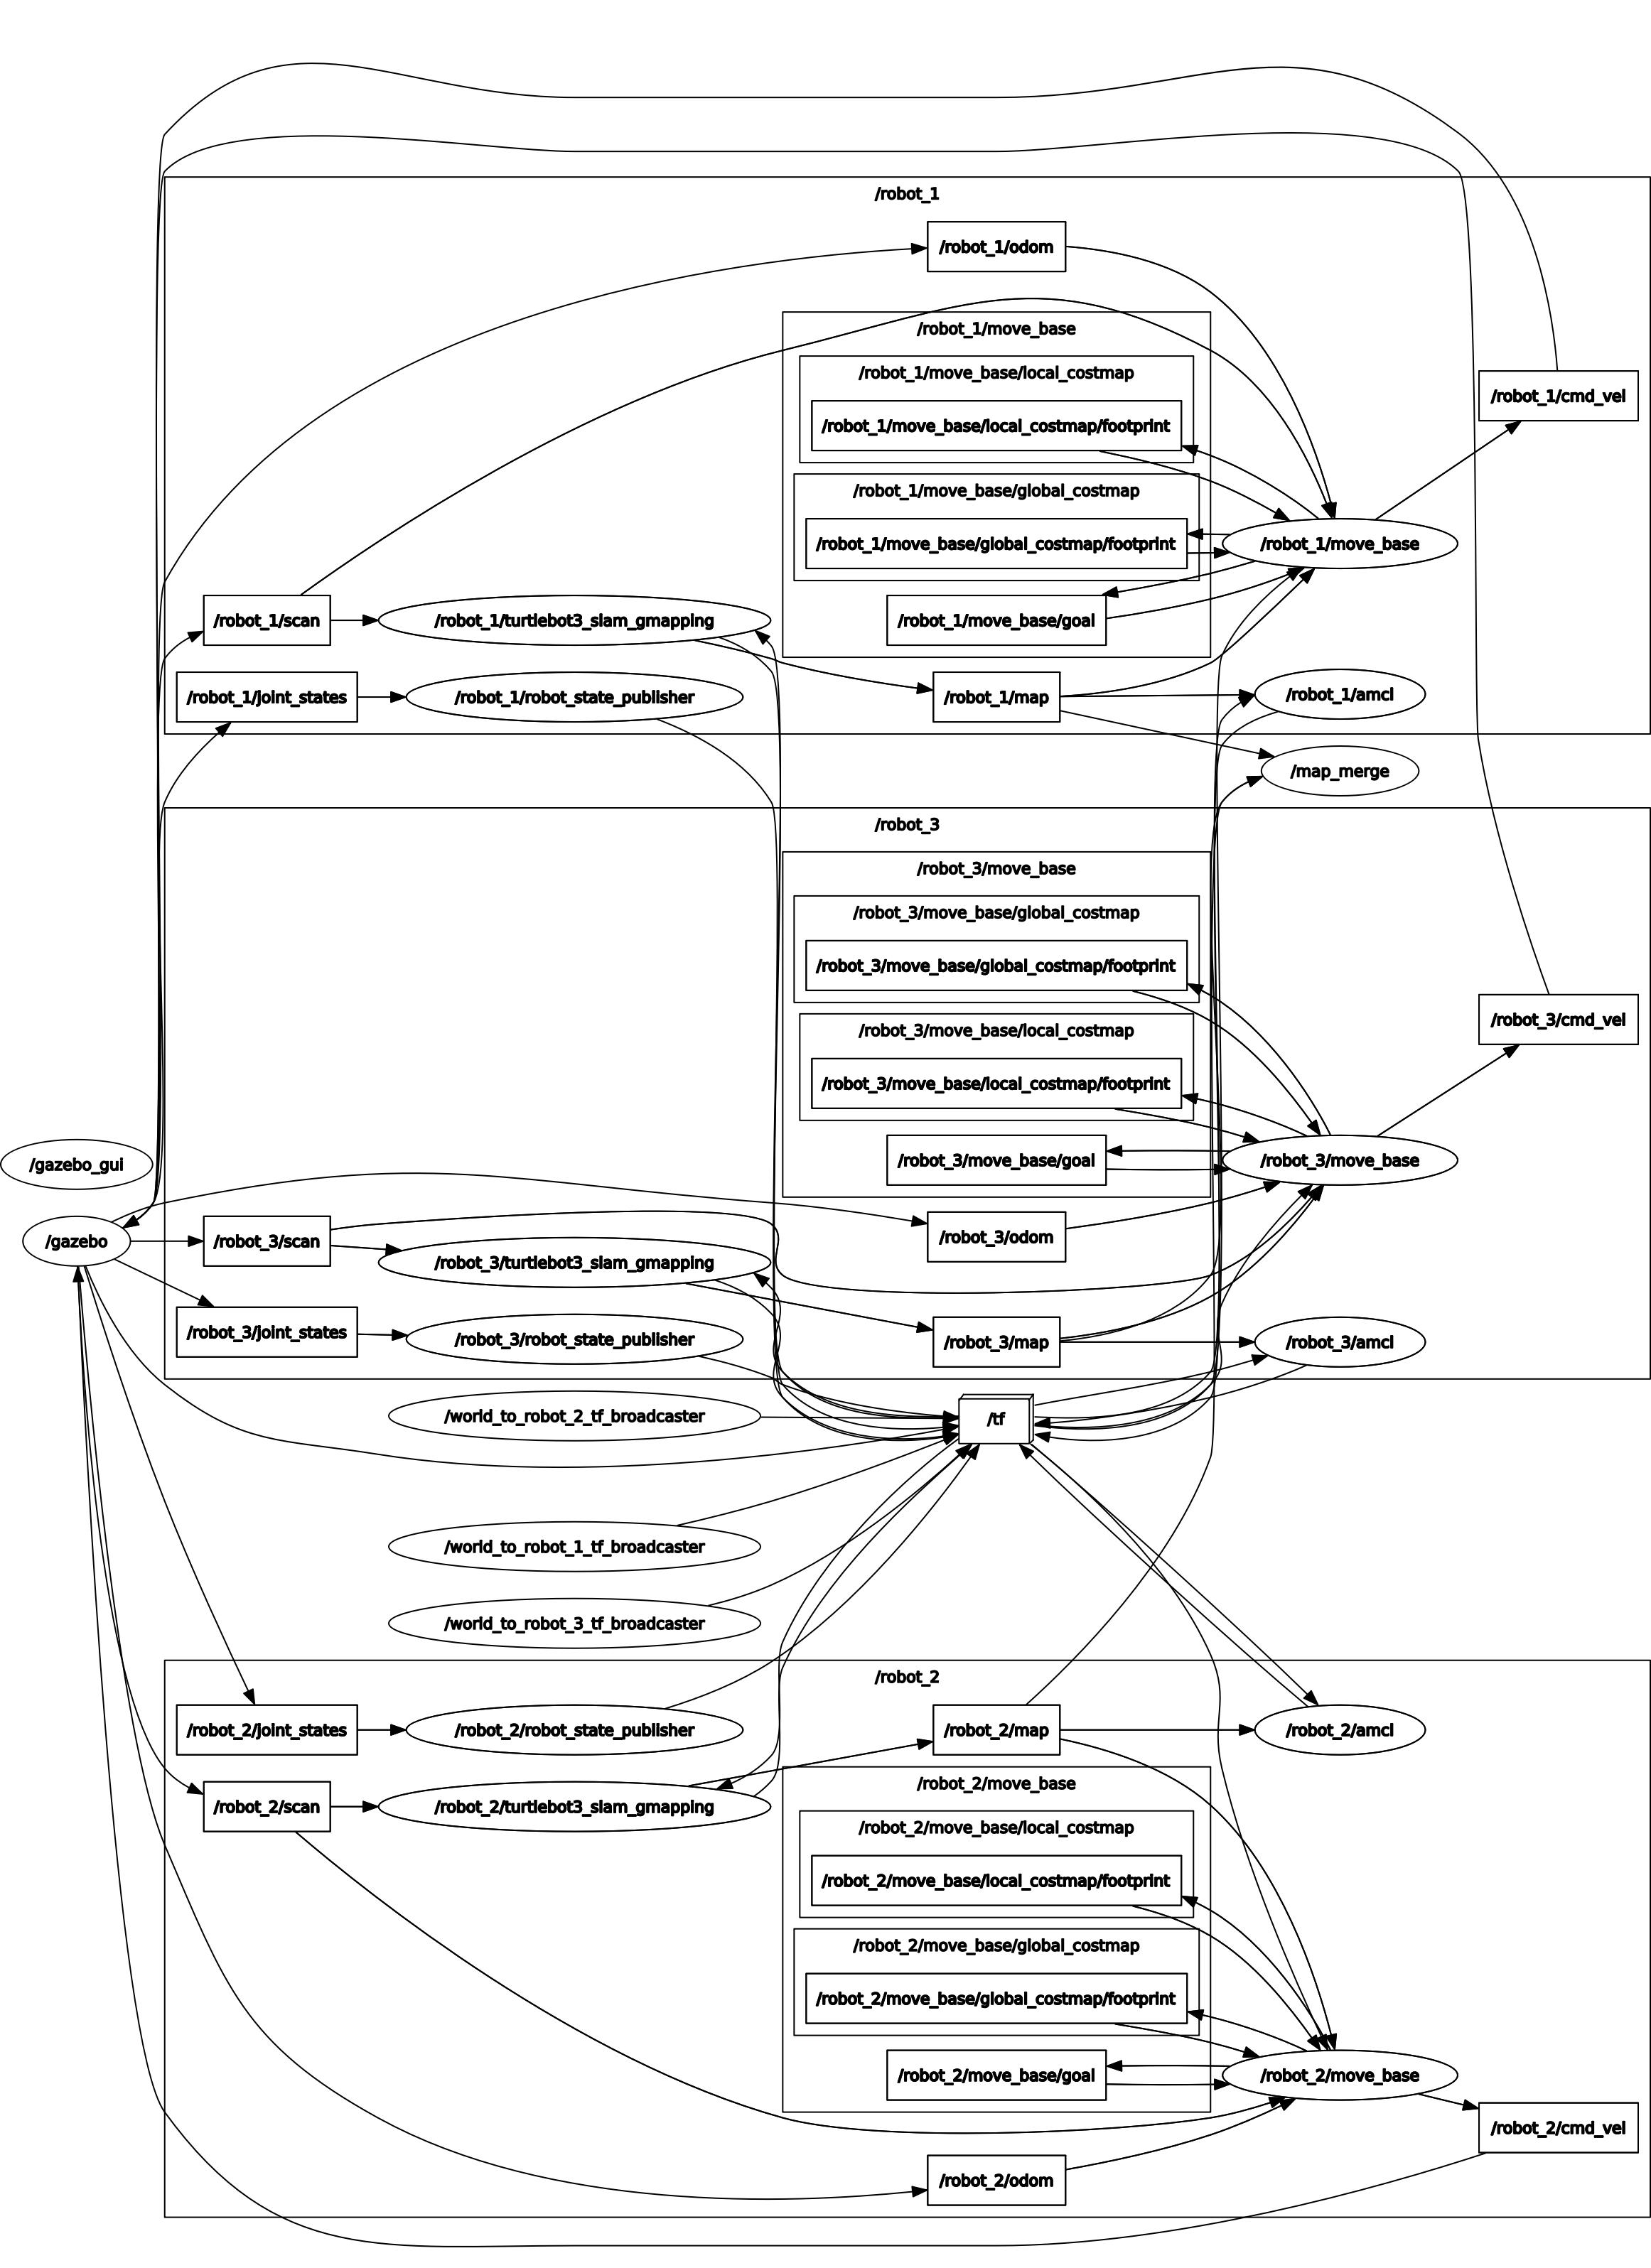 /robot_1
/robot_1/odom
/robot_1/move_base
/robot_1/move_base/local_costmap
/robot_1/move_base/local_costmap/footprint
/robot_1/cmd_vel
/robot_1/move_base/global_costmap
/robot_1/move_base/global_costmap/footprint
/robot_1/move_base
/robot_1/scan
/robot_1/turtlebot3_slam_gmapping
/robot_1/move_base/goal
/robot_1/joint_states
/robot_1/robot_state_publisher
/robot_1/map
/robot_1/amcl
/map_merge
/robot_3
/robot_3/move_base
/robot_3/move_base/global_costmap
/robot_3/move_base/global_costmap/footprint
/robot_3/cmd_vel
/robot_3/move_base/local_costmap
/robot_3/move_base/local_costmap/footprint
/gazebo_gui
/robot_3/move_base/goal
/robot_3/move_base
/gazebo
/robot_3/scan
/robot_3/odom
/robot_3/turtlebot3_slam_gmapping
/robot_3/joint_states
/robot_3/robot_state_publisher
/robot_3/map
/robot_3/amcl
/world_to_robot_2_tf_broadcaster
/tf
/world_to_robot_1_tf_broadcaster
/world_to_robot_3_tf_broadcaster
/robot_2
/robot_2/joint_states
/robot_2/robot_state_publisher
/robot_2/map
/robot_2/amcl
/robot_2/move_base
/robot_2/scan
/robot_2/turtlebot3_slam_gmapping
/robot_2/move_base/local_costmap
/robot_2/move_base/local_costmap/footprint
/robot_2/move_base/global_costmap
/robot_2/move_base/global_costmap/footprint
/robot_2/move_base/goal
/robot_2/move_base
/robot_2/cmd_vel
/robot_2/odom